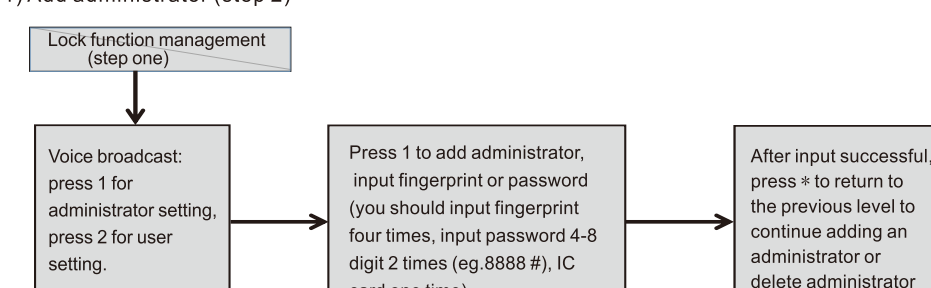 1) Add administrator (step 2)
Lock function management
(step one)
Voice broadcast:
press 1 for
administrator setting,
press 2 for user
setting.
Press 1 to add administrator,
input fingerprint or password
(you should input fingerprint
four times, input password 4-8
digit 2 times (eg.8888 #), IC
card one time)
After input successful,
press * to return to
the previous level to
continue adding an
administrator or
delete administrator